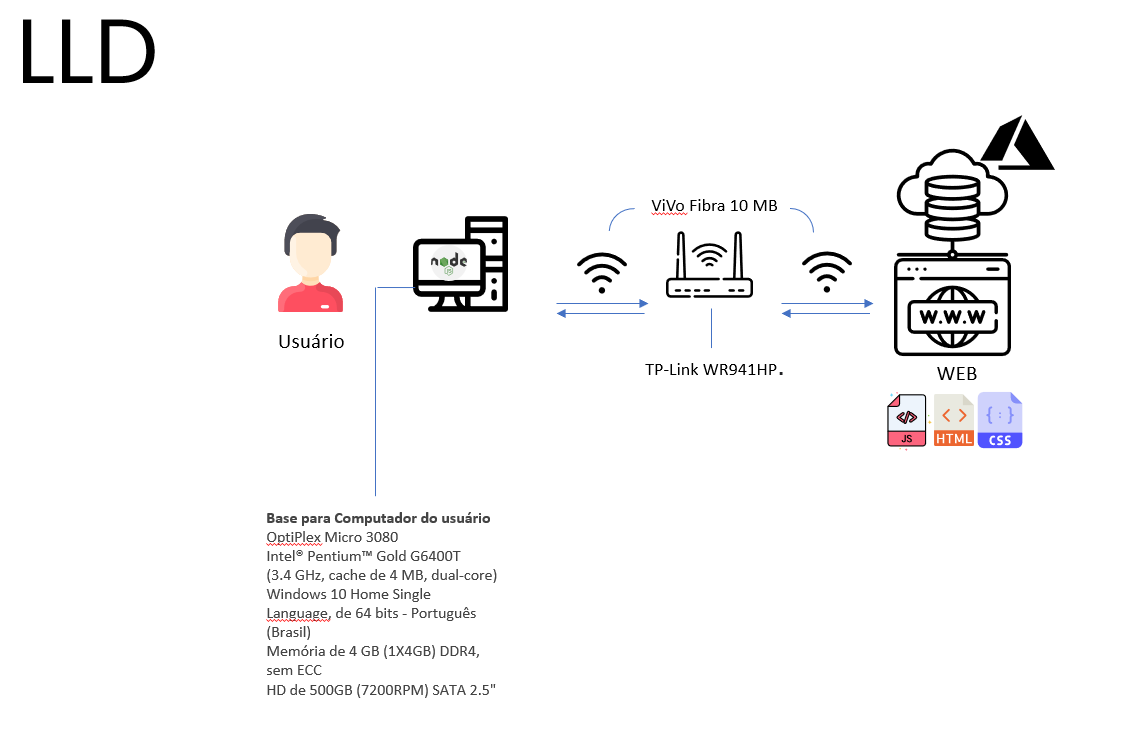 LLD
ViVo Fibra 10 MB
node
JS
W.W.W
Usuário
TP-Link WR941HP.
WEB
JS
HTML
CSS
Base para Computador do usuário
OptiPlex Micro 3080
Intel® Pentium™ Gold G6400T
(3.4 GHz, cache de 4 MB, dual-core)
Windows 10 Home Single
Language, de 64 bits - Português
(Brasil)
Memória de 4 GB (1X4GB) DDR4,
sem ECC
HD de 500GB (7200RPM) SATA 2.5"